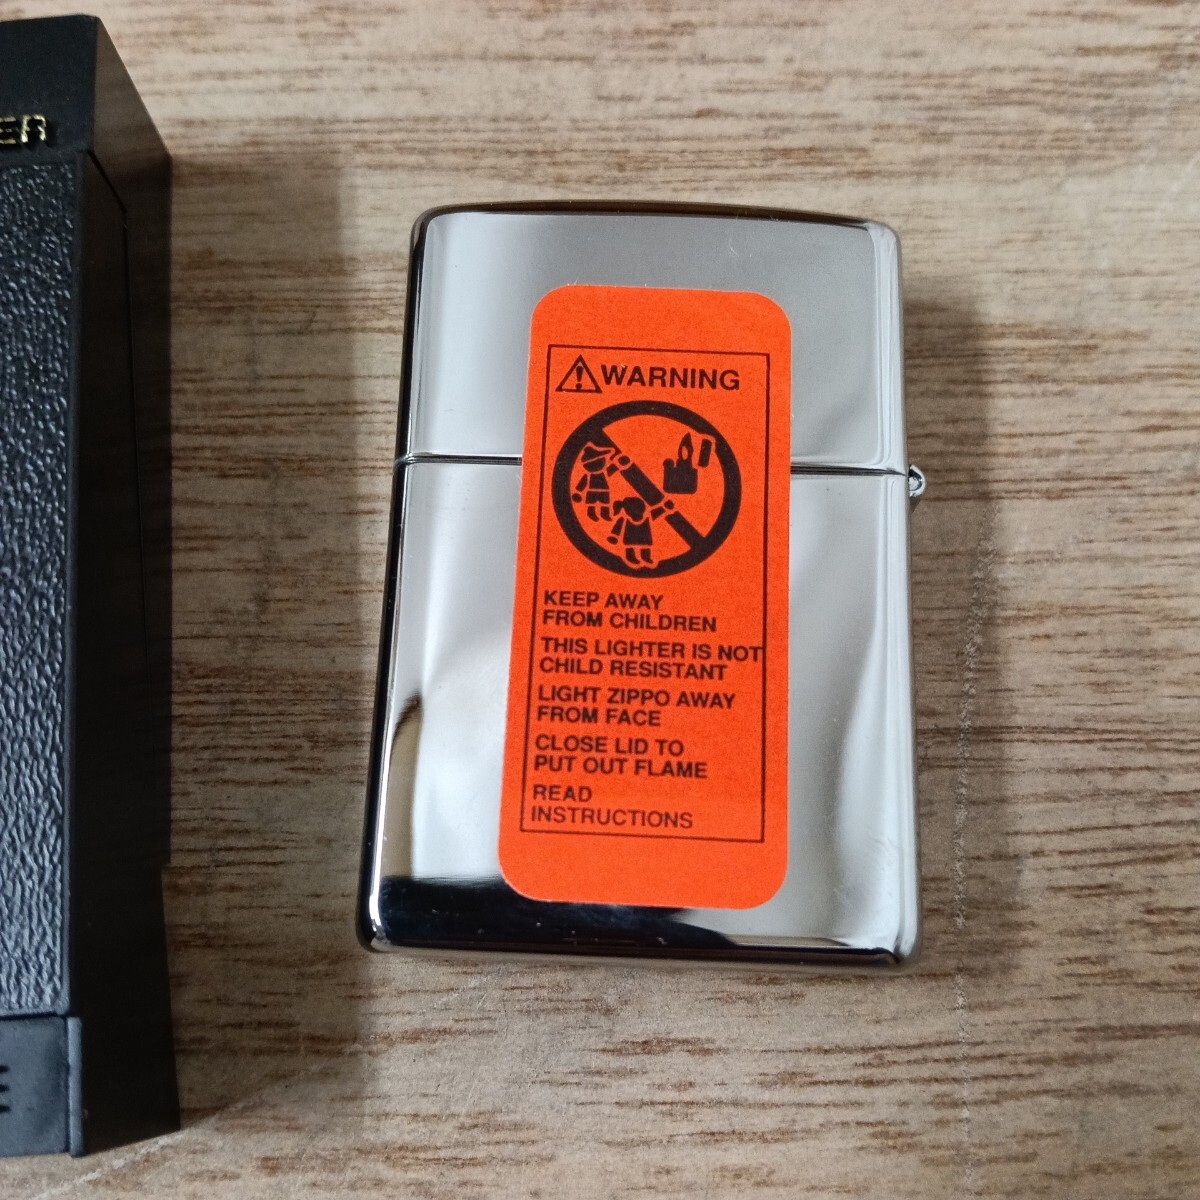 ER
WARNING
KEEP AWAY
FROM CHILDREN
THIS LIGHTER IS NOT
CHILD RESISTANT
LIGHT ZIPPO AWAY
FROM FACE
CLOSE LID TO
PUT OUT FLAME
READ
INSTRUCTIONS